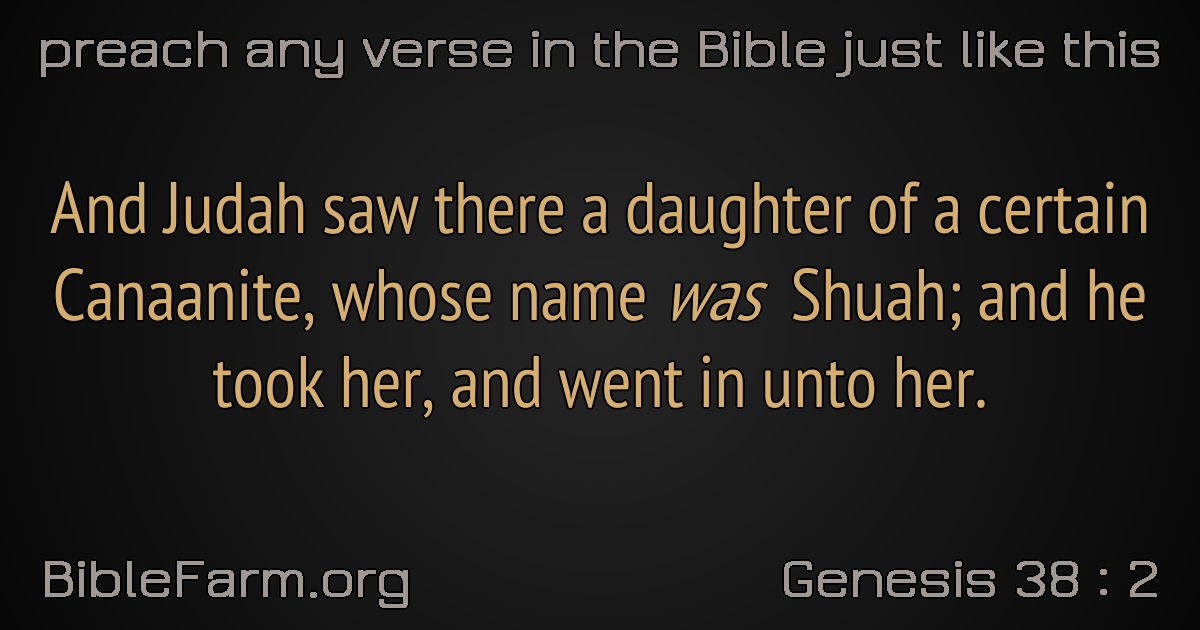 preach any verse in the Bible just like this
And Judah saw there a daughter of a certain
Canaanite, whose name was Shuah; and he
took her, and went in unto her.
BibleFarm.org
Genesis 38 : 2